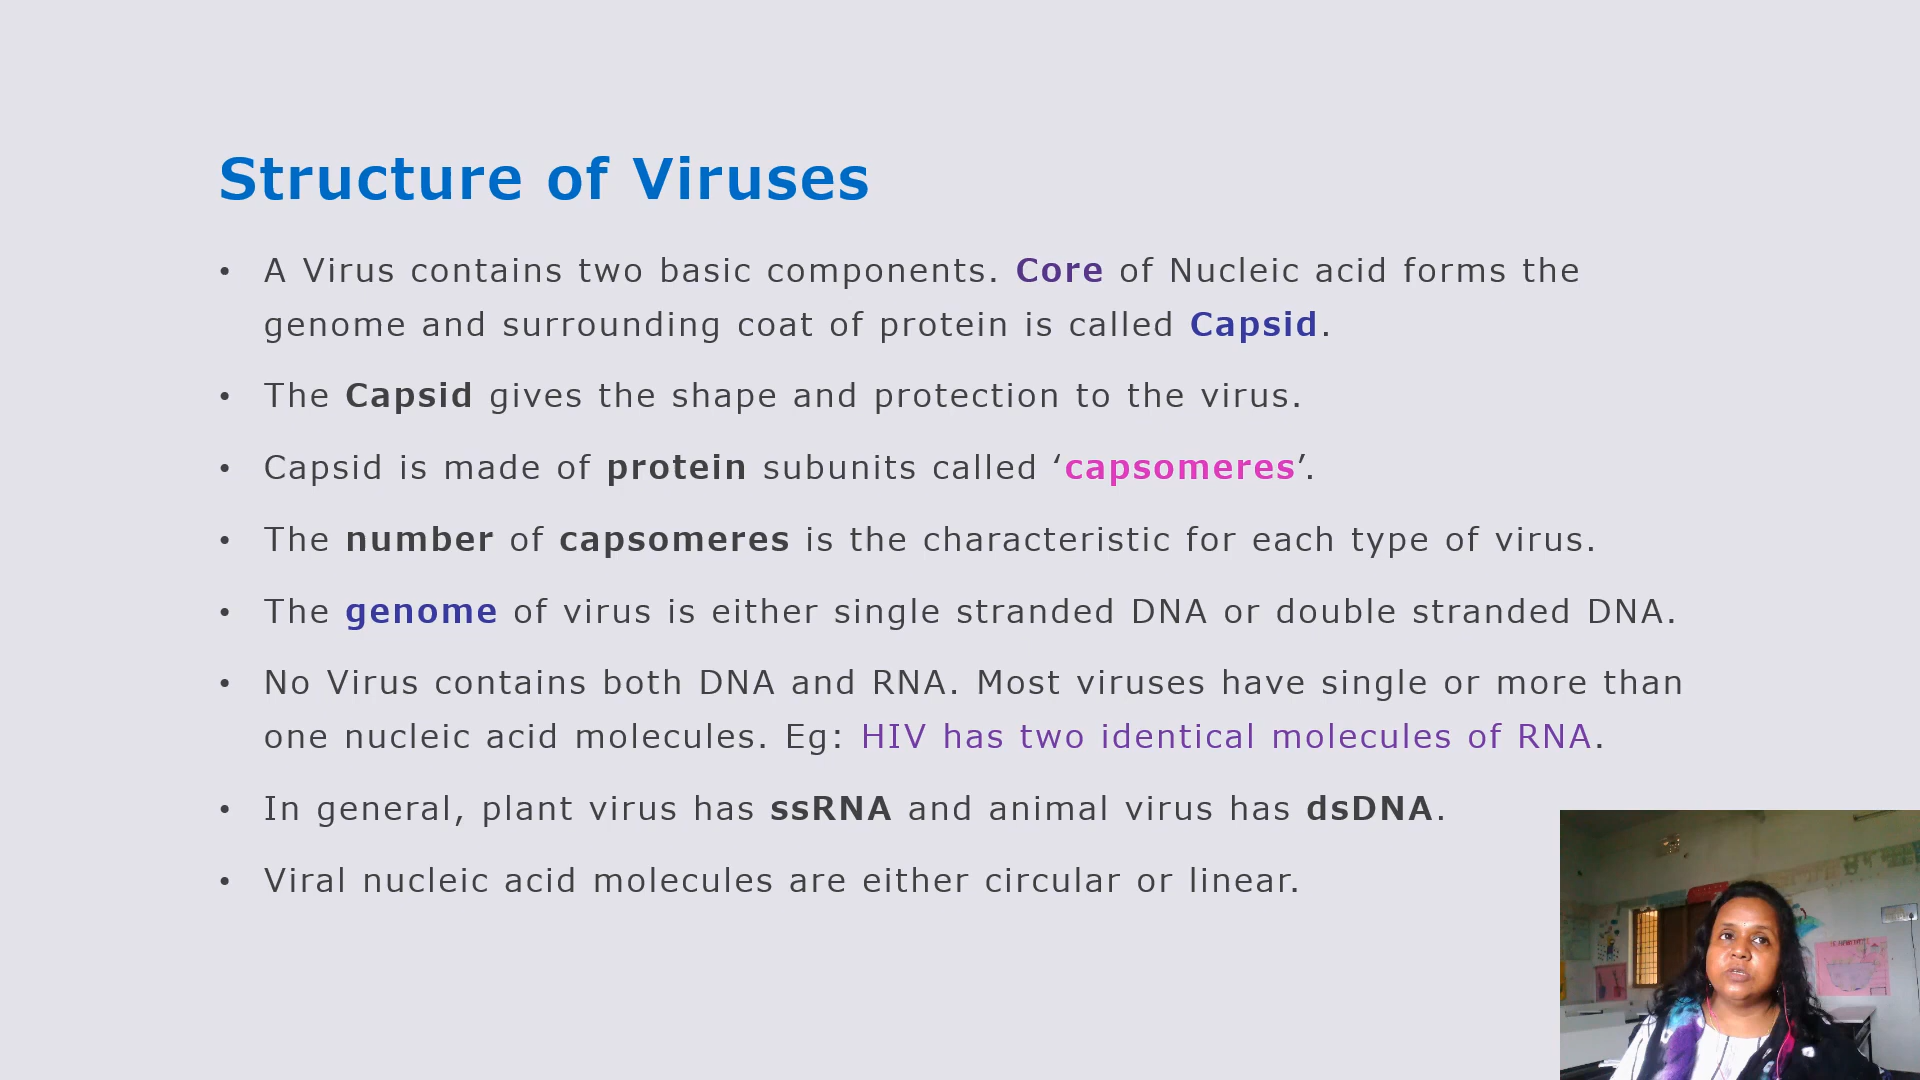 Structure of Viruses
• A Virus contains two basic components. Core of Nucleic acid forms the
genome and surrounding coat of protein is called Capsid.
• The Capsid gives the shape and protection to the virus.
• Capsid is made of protein subunits called ‘capsomeres’.
• The number of capsomeres is the characteristic for each type of virus.
• The genome of virus is either single stranded DNA or double stranded DNA.
• No Virus contains both DNA and RNA. Most viruses have single or more than
one nucleic acid molecules. Eg: HIV has two identical molecules of RNA.
• In general, plant virus has ssRNA and animal virus has dsDNA.
• Viral nucleic acid molecules are either circular or linear.